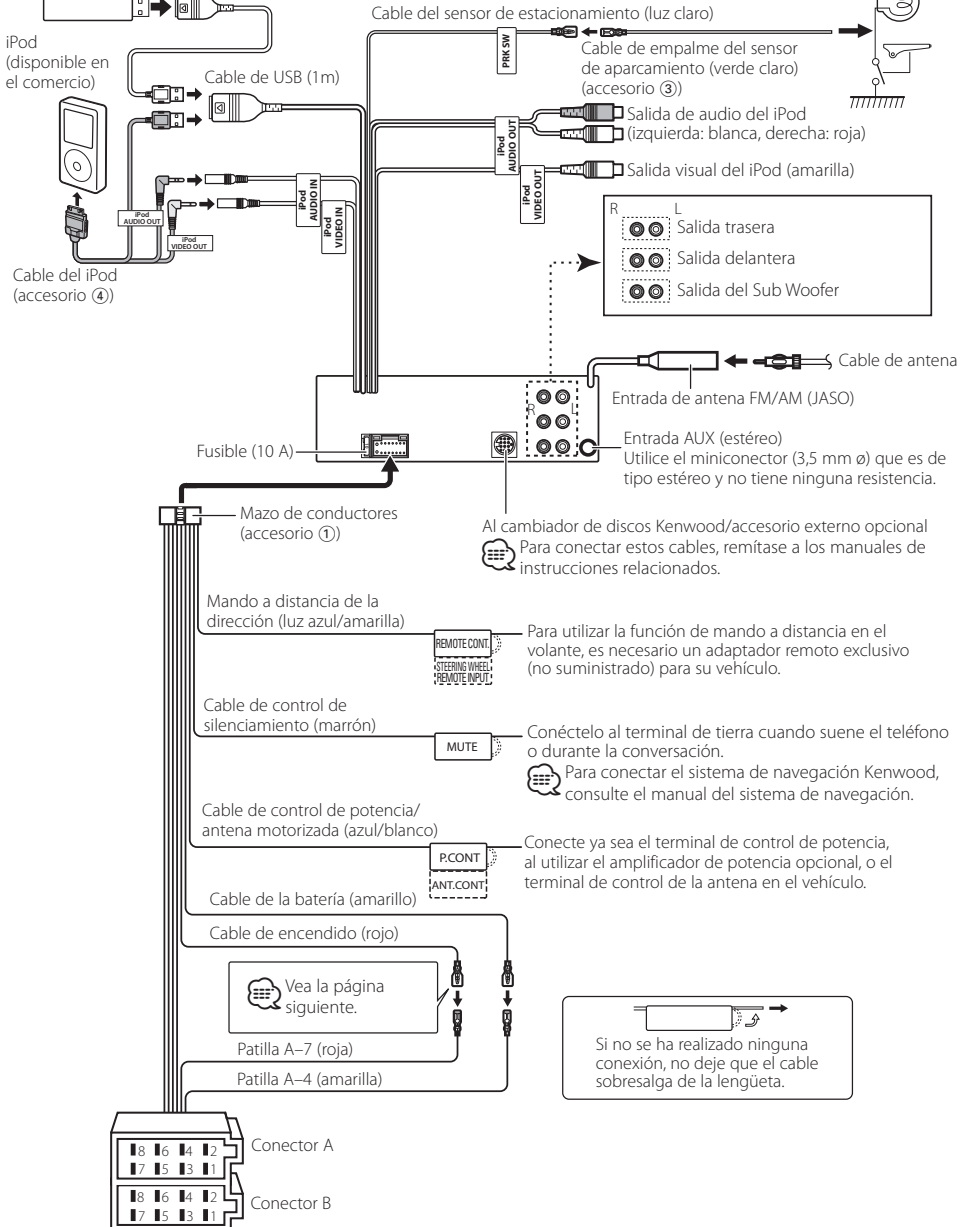 Cable del sensor de estacionamiento (luz claro)
PRK SW
Cable de empalme del sensor
de aparcamiento (verde claro)
(accesorio ③)
iPod
(disponible en
el comercio)
Cable de USB (1m)
Salida de audio del iPod
(izquierda: blanca, derecha: roja)
iPod
AUDIO OUT
Salida visual del iPod (amarilla)
iPod
VIDEO OUT
iPod
AUDIO IN
iPod
VIDEO IN
iPod
AUDIO OUT
iPod
VIDEO OUT
Cable del iPod
(accesorio ④)
R L
Salida trasera
Salida delantera
Salida del Sub Woofer
Cable de antena
Entrada de antena FM/AM (JASO)
R L
Fusible (10 A)
Entrada AUX (estéreo)
Utilice el miniconector (3,5 mm ø) que es de
tipo estéreo y no tiene ninguna resistencia.
Mazo de conductores
(accesorio ①)
Al cambiador de discos Kenwood/accesorio externo opcional
Para conectar estos cables, remítase a los manuales de
instrucciones relacionados.
Mando a distancia de la
dirección (luz azul/amarilla)
REMOTE CONT.
STEERING WHEEL
REMOTE INPUT
Para utilizar la función de mando a distancia en el
volante, es necesario un adaptador remoto exclusivo
(no suministrado) para su vehículo.
Cable de control de
silenciamiento (marrón)
MUTE
Conéctelo al terminal de tierra cuando suene el teléfono
o durante la conversación.
Para conectar el sistema de navegación Kenwood,
consulte el manual del sistema de navegación.
Cable de control de potencia/
antena motorizada (azul/blanco)
P.CONT
ANT.CONT
Conecte ya sea el terminal de control de potencia,
al utilizar el amplificador de potencia opcional, o el
terminal de control de la antena en el vehículo.
Cable de la batería (amarillo)
Cable de encendido (rojo)
Vea la página
siguiente.
Patilla A–7 (roja)
Patilla A–4 (amarilla)
Si no se ha realizado ninguna
conexión, no deje que el cable
sobresalga de la lengüeta.
Conector A
8 6 4 2
7 5 3 1
Conector B
8 6 4 2
7 5 3 1